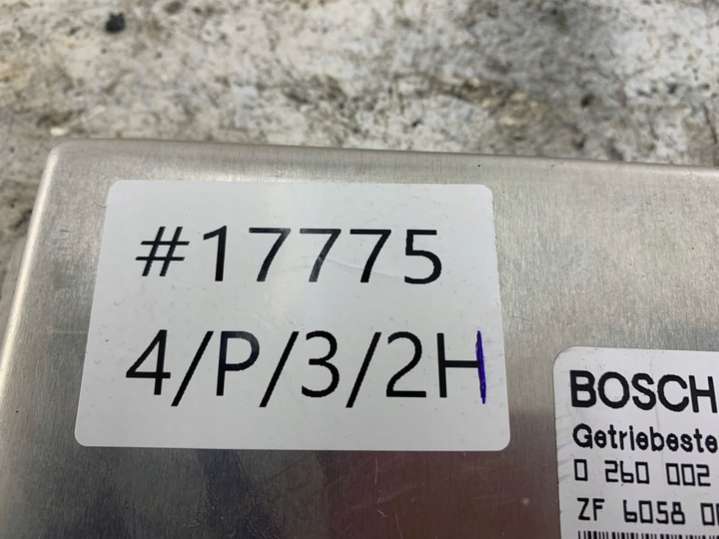 #17775
4/P/3/2H
BOSCH
Getriebeste
0 260 002
ZF 6058 0